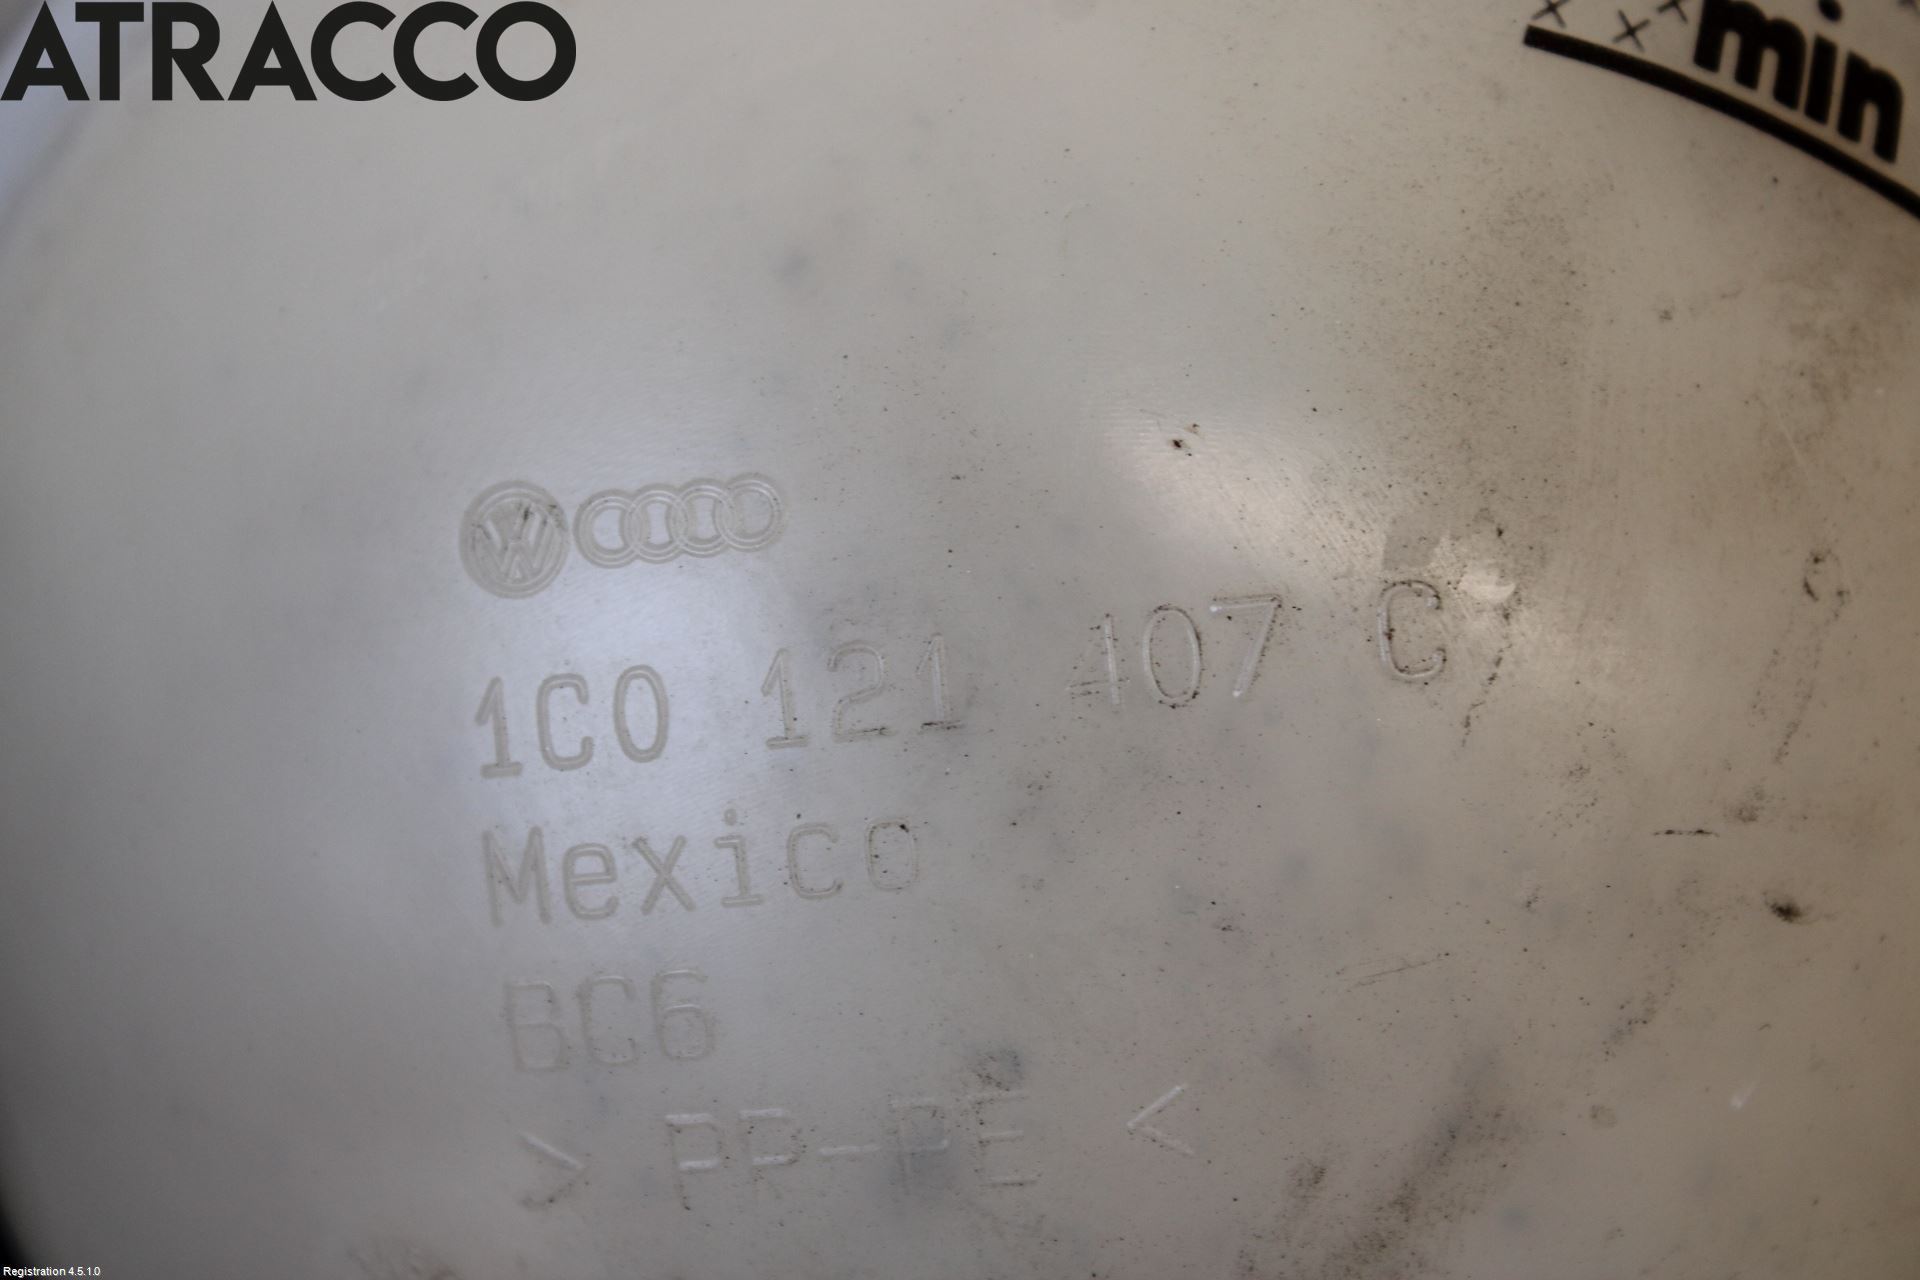 ATRACCO
min
1C0 121 407 C
Mexico
BC6
> PP-PE <
Registration 4.5.1.0